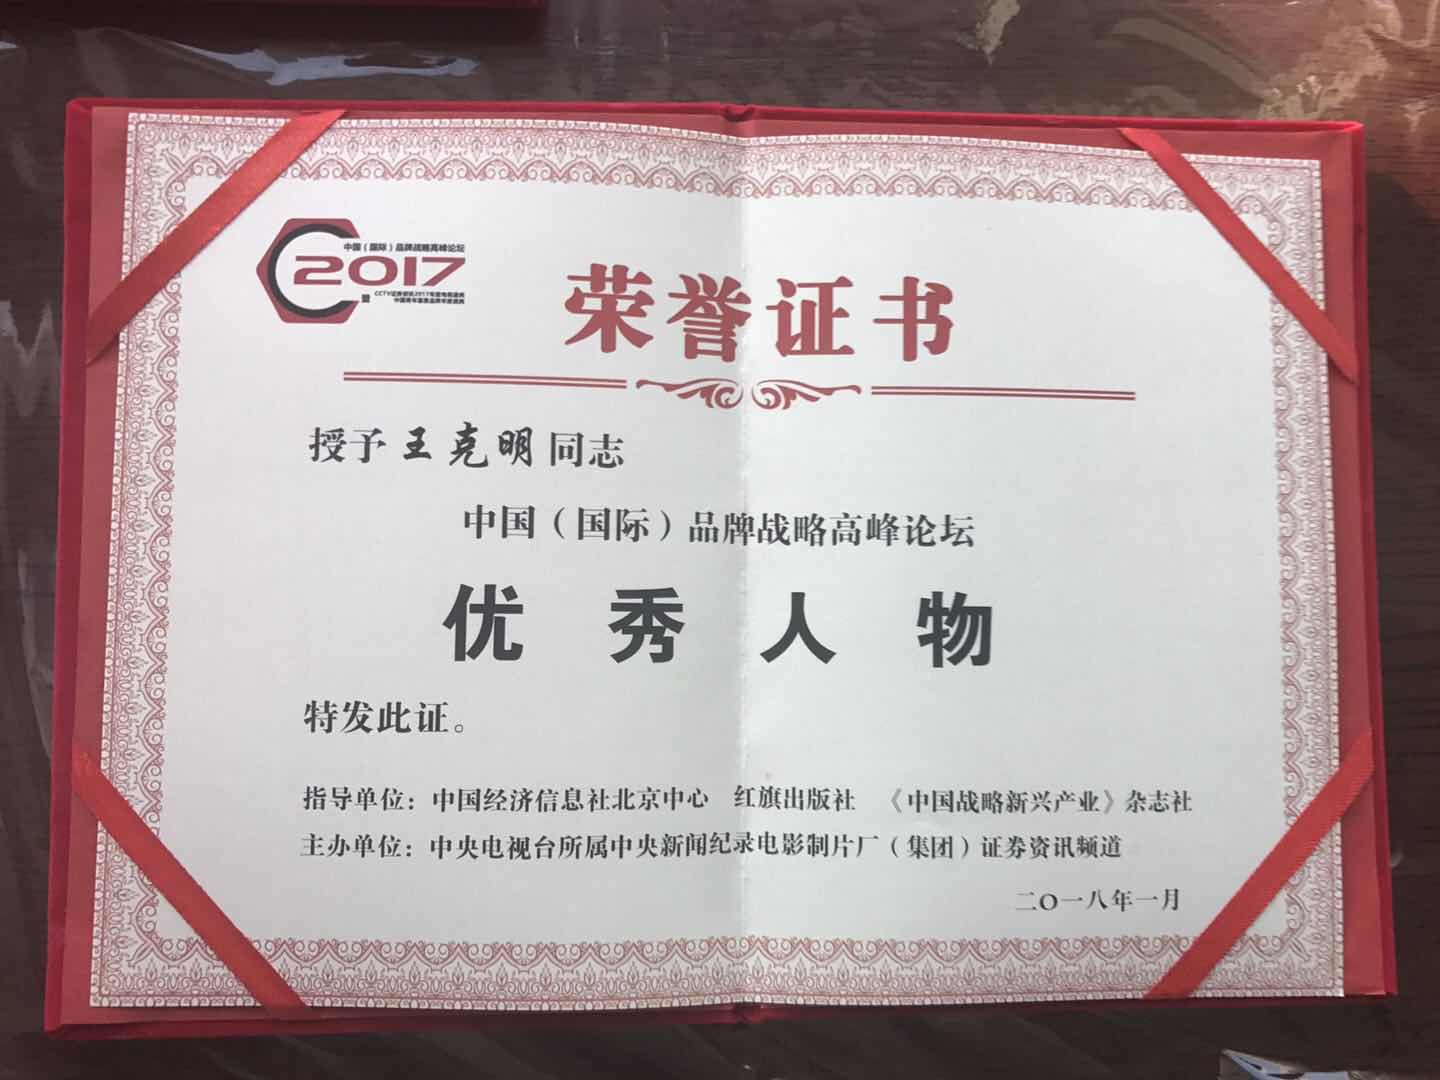 中国（国际）品牌战略高峰论坛
2017
暨
荣誉证书
授予王克明同志
中国（国际）品牌战略高峰论坛
优秀人物
特发此证。
指导单位：中国经济信息社北京中心 红旗出版社 《中国战略新兴产业》杂志社
主办单位：中央电视台所属中央新闻纪录电影制片厂（集团）证券资讯频道
二〇一八年一月